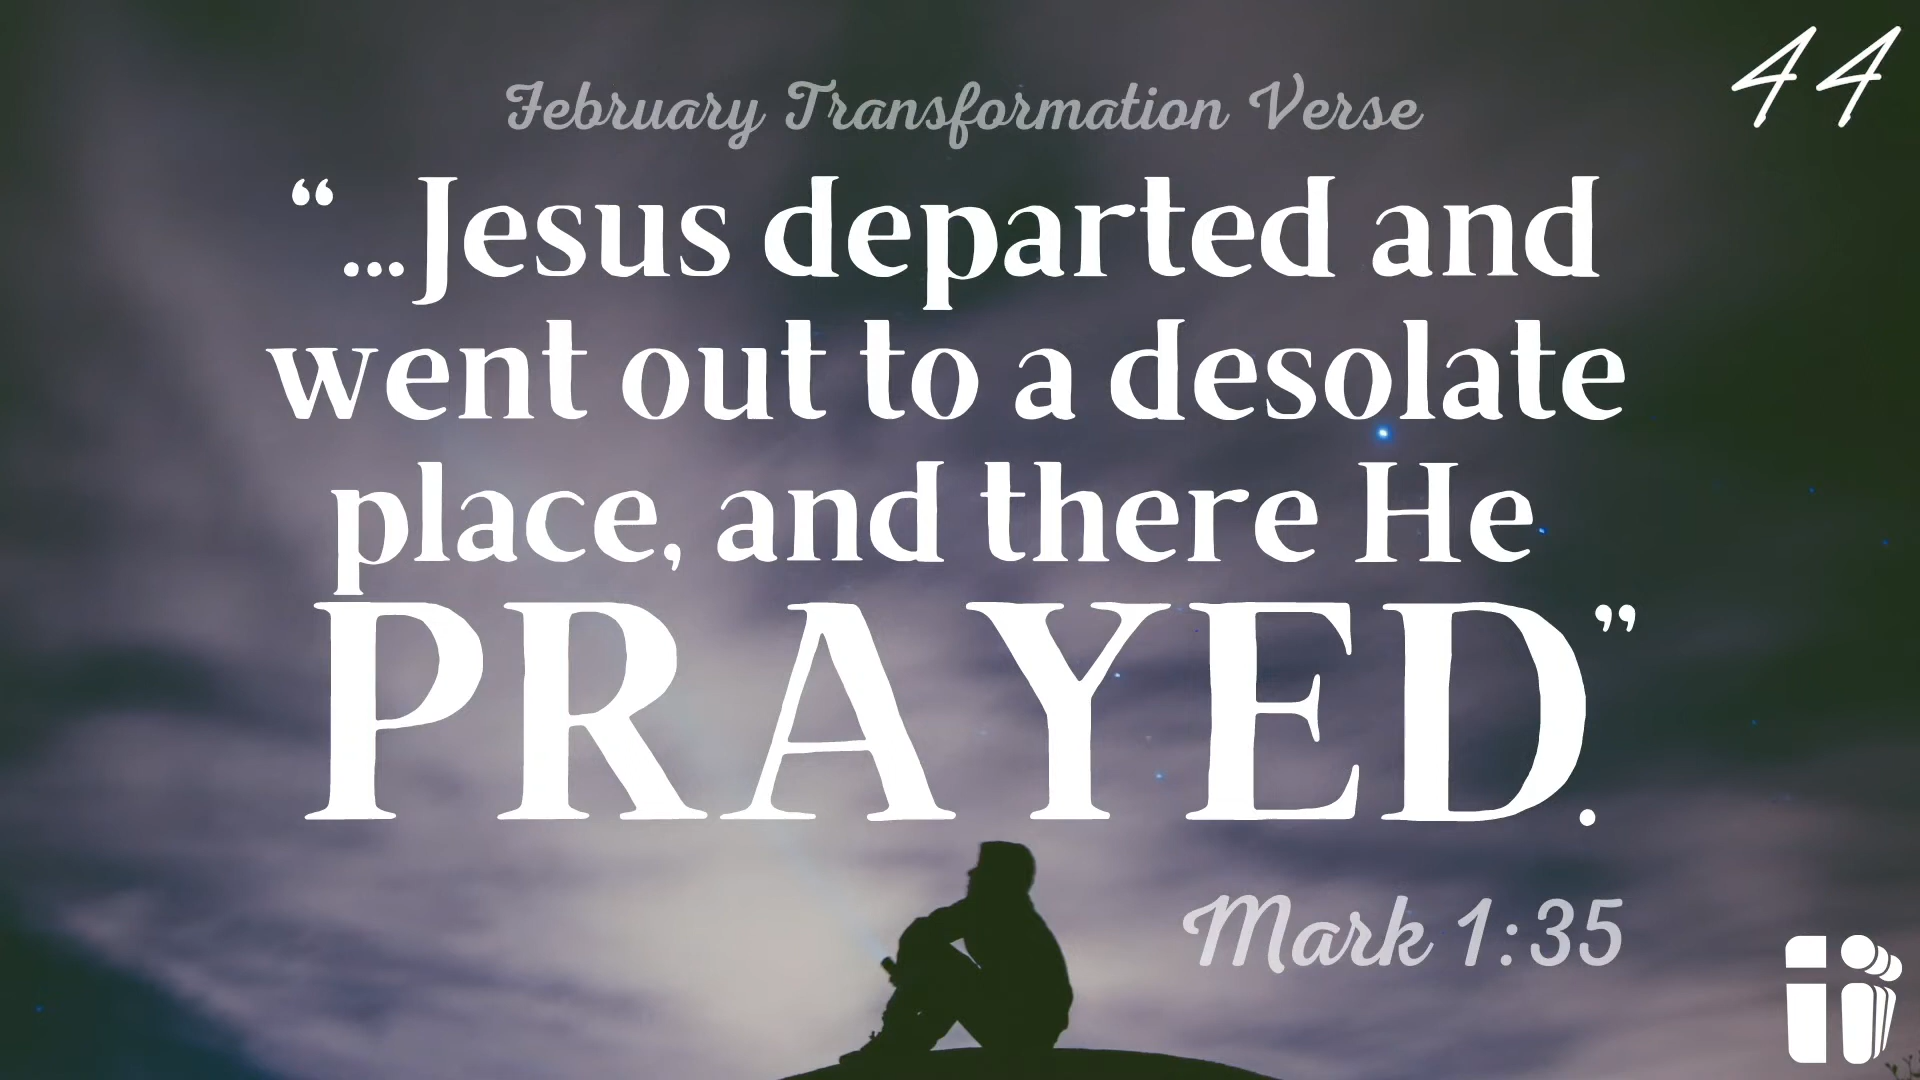 44
February Transformation Verse
“...Jesus departed and
went out to a desolate
place, and there He
PRAYED.”
Mark 1:35